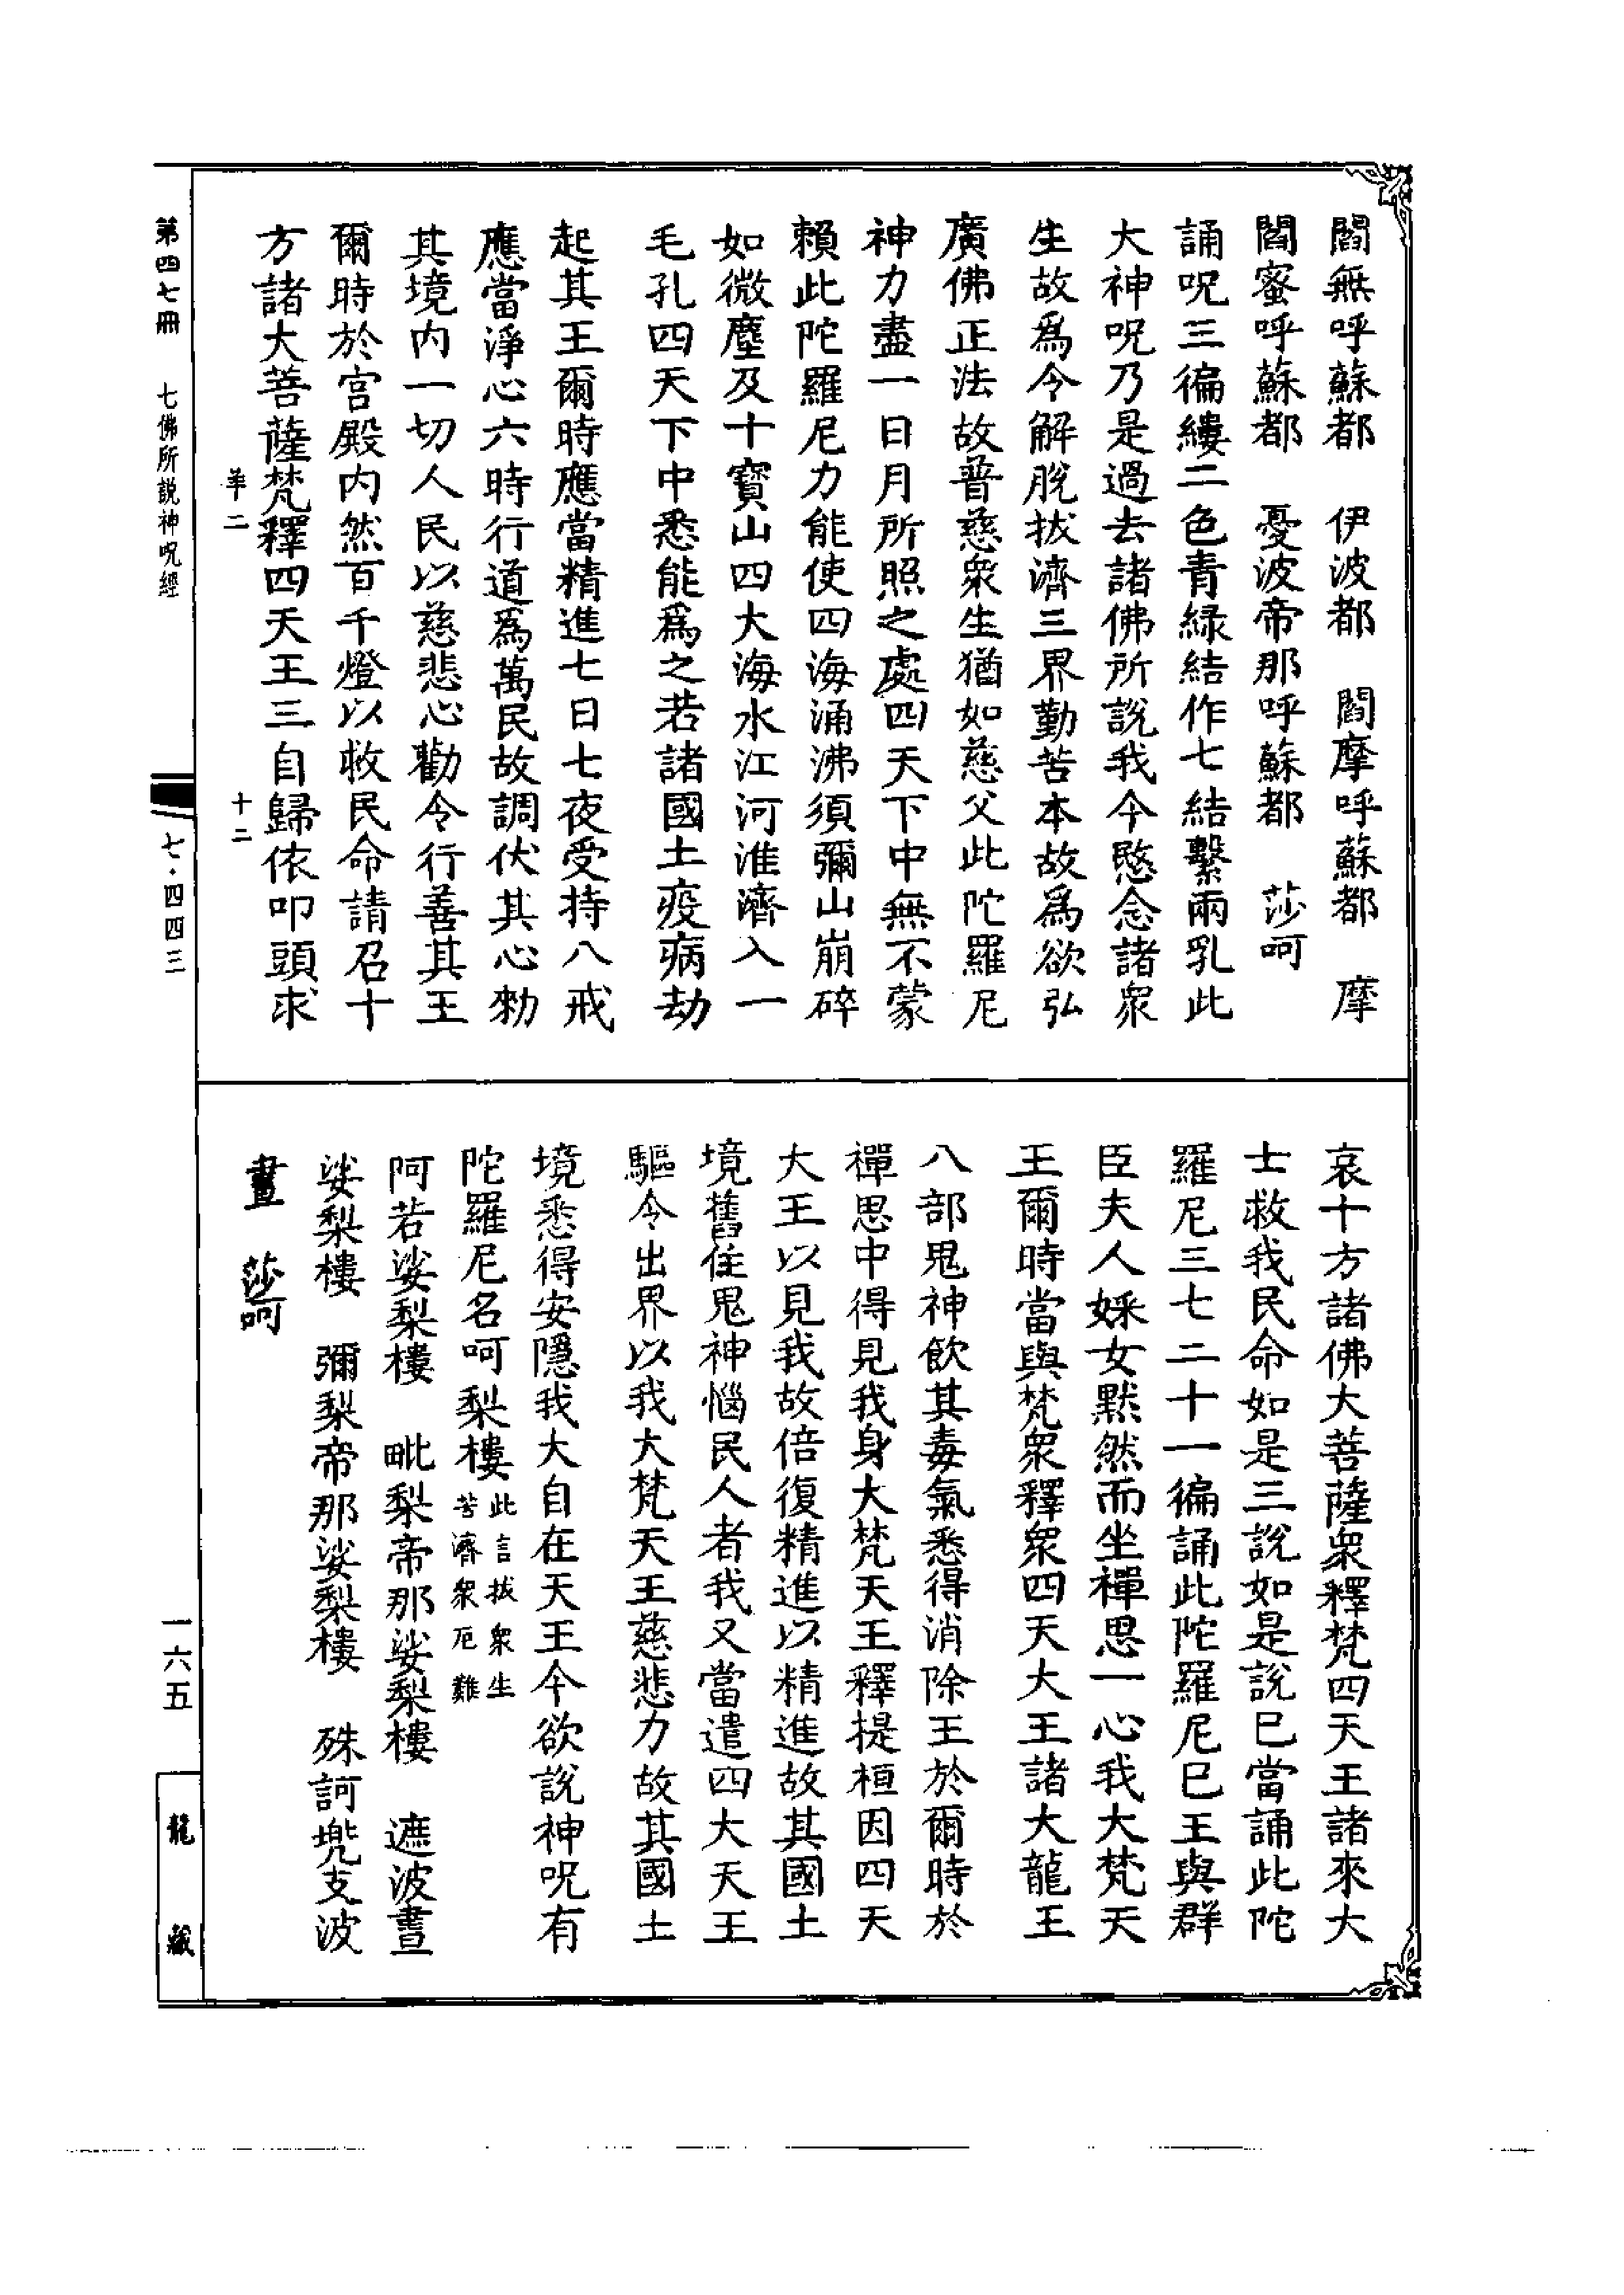 閻無呼蘇都　伊波都　閻摩呼蘇都　摩
閻蜜呼蘇都　憂波帝那呼蘇都　莎呵
誦呪三徧縷二色青綠結作七結繫兩乳此
大神呪乃是過去諸佛所說我今愍念諸衆
生故爲今解脫拔濟三界勤苦本故爲欲弘
廣佛正法故普慈衆生猶如慈父此陀羅尼
神力盡一日月所照之處四天下中無不蒙
賴此陀羅尼力能使四海涌沸須彌山崩碎
如微塵及十寶山四大海水江河淮濟入一
毛孔四天下中悉能爲之若諸國土疫病劫
起其王爾時應當精進七日七夜受持八戒
應當淨心六時行道爲萬民故調伏其心勑
其境內一切人民以慈悲心勸令行善其王
爾時於宮殿內然百千燈以救民命請召十
方諸大菩薩梵釋四天王三自歸依叩頭求
羊二　十二
哀十方諸佛大菩薩衆釋梵四天王諸來大
士救我民命如是三說如是說已當誦此陀
羅尼三七二十一徧誦此陀羅尼已王與群
臣夫人婇女默然而坐禪思一心我大梵天
王爾時當與梵衆釋衆四天大王諸大龍王
八部鬼神飲其毒氣悉得消除王於爾時於
禪思中得見我身大梵天王釋提桓因四天
大王以見我故倍復精進以精進故其國土
境舊住鬼神惱民人者我又當遣四大天王
驅令出界以我大梵天王慈悲力故其國土
境悉得安隱我大自在天王今欲說神呪有
陀羅尼名呵梨樓此言拔衆生苦濟衆厄難
阿若娑梨樓　毗梨帝那娑梨樓　遮波晝
娑梨樓　彌梨帝那娑梨樓　殊訶兜支波
晝　莎呵
第四七冊　七佛所説神呪經
七·四四三
一六五
龍藏